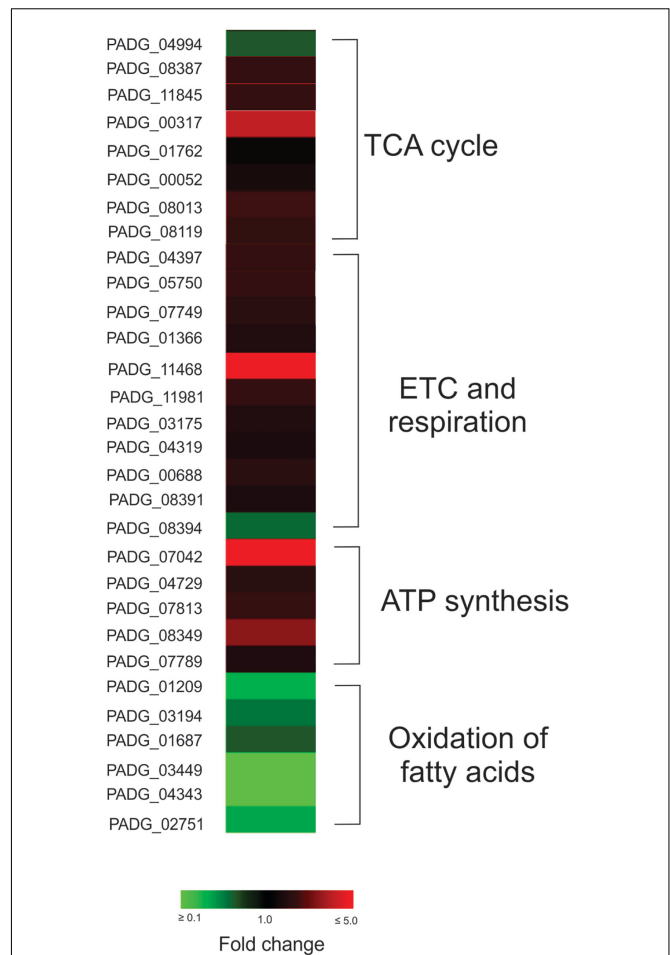 PADG_04994
PADG_08387
PADG_11845
PADG_00317
PADG_01762
PADG_00052
PADG_08013
PADG_08119
TCA cycle
PADG_04397
PADG_05750
PADG_07749
PADG_01366
PADG_11468
PADG_11981
PADG_03175
PADG_04319
PADG_00688
PADG_08391
PADG_08394
ETC and
respiration
PADG_07042
PADG_04729
PADG_07813
PADG_08349
PADG_07789
ATP synthesis
PADG_01209
PADG_03194
PADG_01687
PADG_03449
PADG_04343
PADG_02751
Oxidation of
fatty acids
≥ 0.1 1.0 ≤ 5.0
Fold change